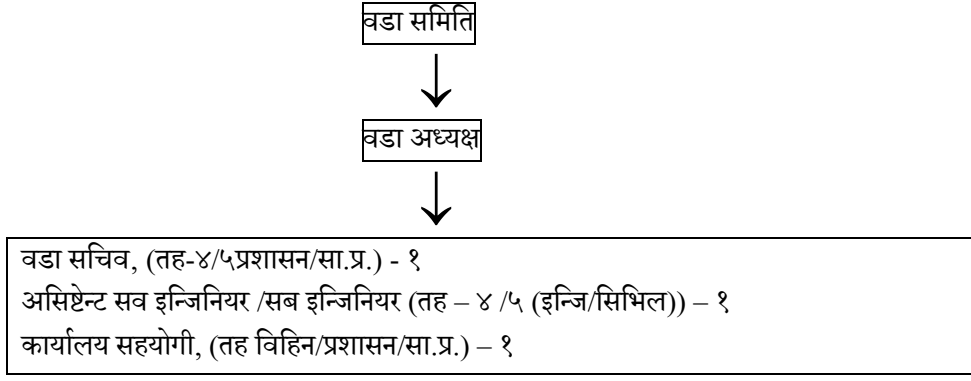 वडा समिति
वडा अध्यक्ष
वडा सचिव, (तह-४/५प्रशासन/सा.प्र.) - १
असिष्टेन्ट सव इन्जिनियर /सब इन्जिनियर (तह – ४ /५ (इन्जि/सिभिल)) – १
कार्यालय सहयोगी, (तह विहिन/प्रशासन/सा.प्र.) – १